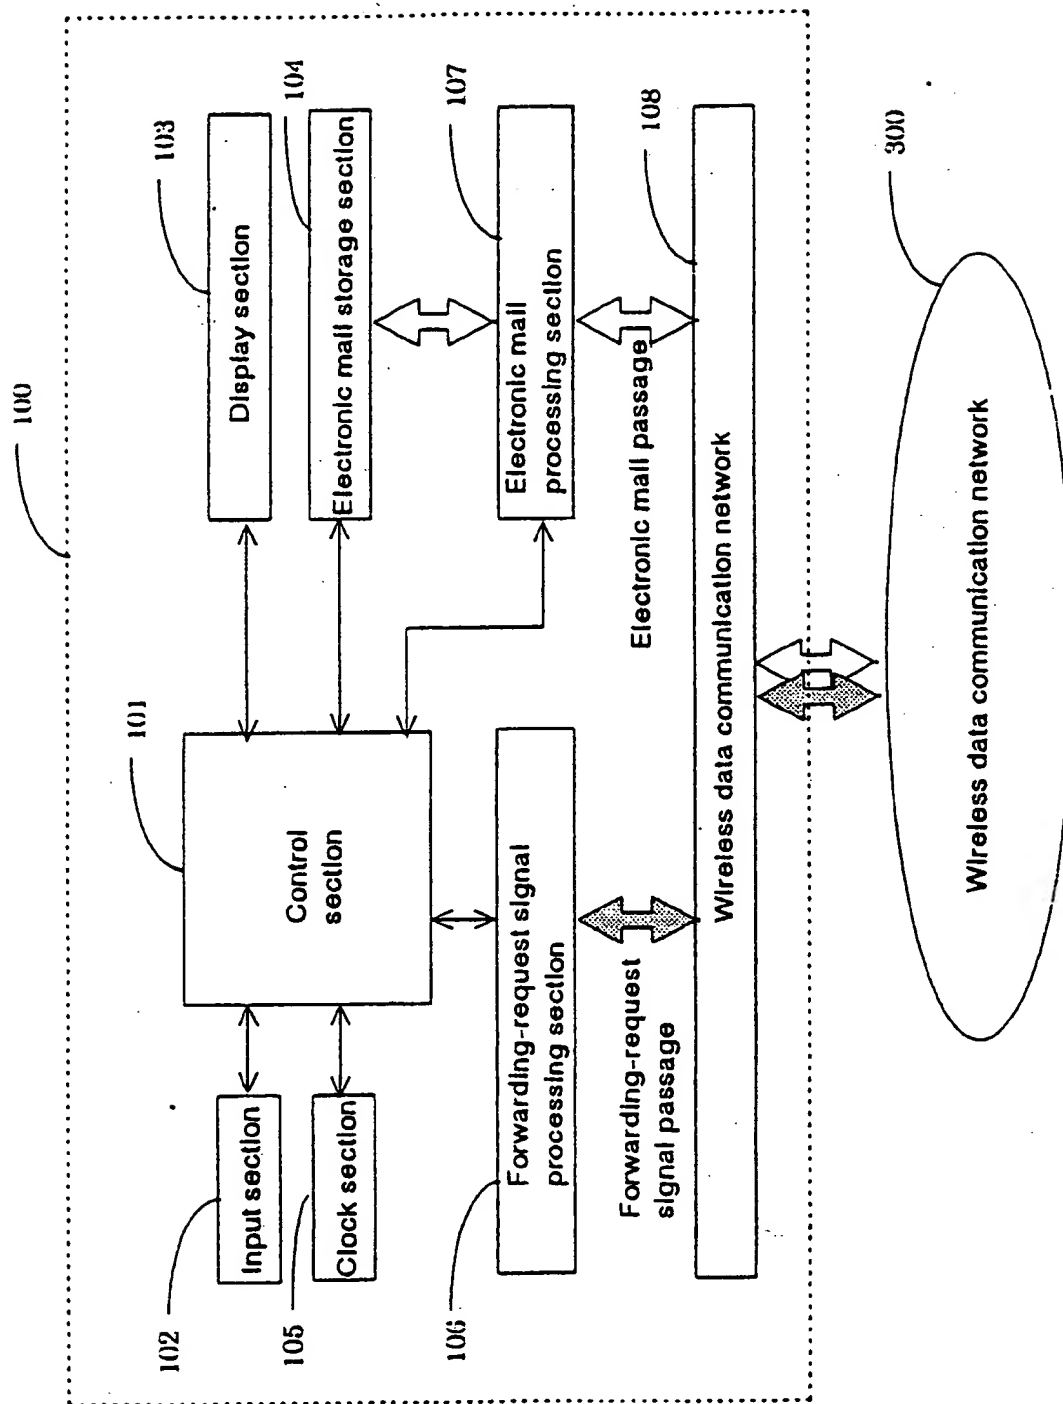 100
101
103
Display section
104
Electronic mail storage section
102
Input section
105
Clock section
Control
section
107
Electronic mail
processing section
106
Forwarding-request signal
processing section
Electronic mail passage
Forwarding-request
signal passage
108
Wireless data communication network
300
Wireless data communication network